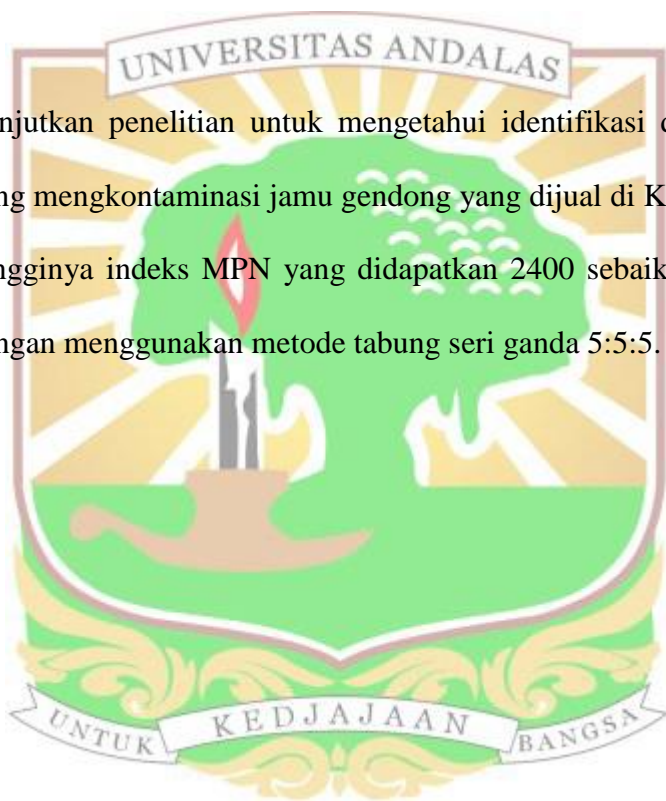 UNIVERSITAS ANDALAS
njutkan penelitian untuk mengetahui identifikasi
ng mengkontaminasi jamu gendong yang dijual di K
ngginya indeks MPN yang didapatkan 2400 sebaik
ngan menggunakan metode tabung seri ganda 5:5:5.
UNTUK KEDJAJAAN BANGSA